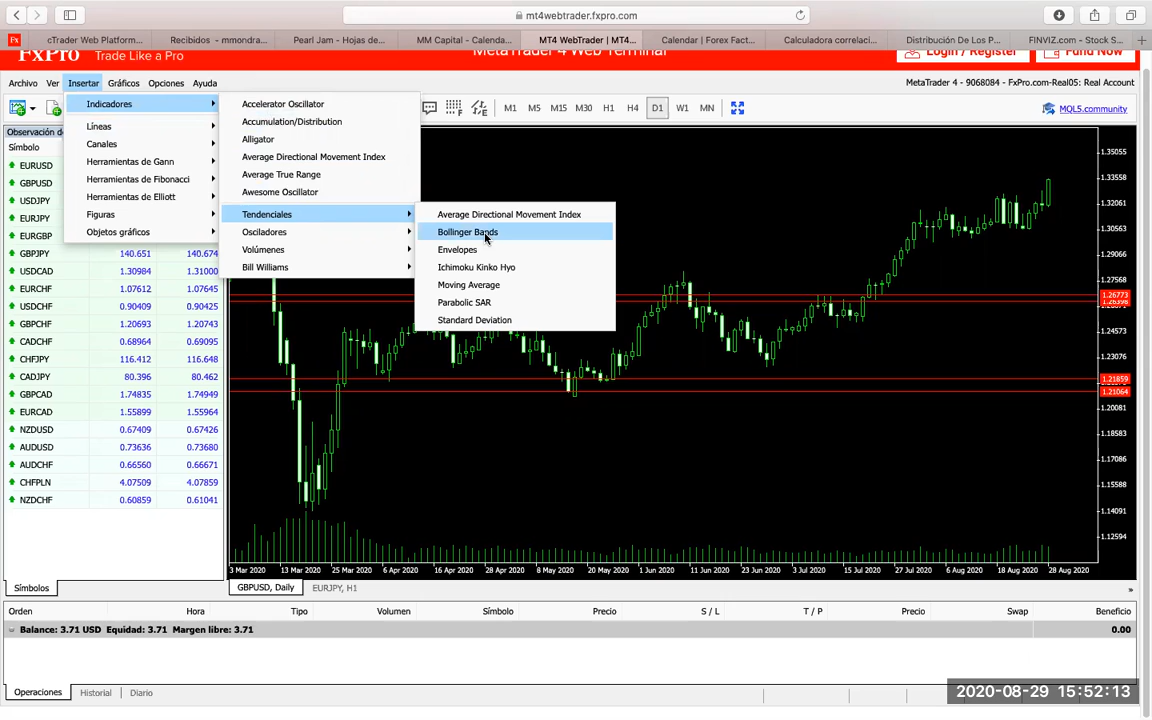 mt4webtrader.fxpro.com
cTrader Web Platform...
Recibidos - mmondra...
Pearl Jam - Hojas de...
MM Capital - Calenda...
MT4 WebTrader | MT4...
Calendar | Forex Fact...
Calculadora correlaci...
Distribución De Los P...
FINVIZ.com - Stock S...
FxPro
Trade Like a Pro
MetaTrader 4 Web Terminal
Login / Register
Fund Now
Archivo Ver Insertar Gráficos Opciones Ayuda
MetaTrader 4 - 9068084 - FxPro.com-Real05: Real Account
M1 M5 M15 M30 H1 H4 D1 W1 MN
MQL5.community
Indicadores
Líneas
Canales
Herramientas de Gann
Herramientas de Fibonacci
Herramientas de Elliott
Figuras
Objetos gráficos
Accelerator Oscillator
Accumulation/Distribution
Alligator
Average Directional Movement Index
Average True Range
Awesome Oscillator
Tendenciales
Osciladores
Volúmenes
Bill Williams
Average Directional Movement Index
Bollinger Bands
Envelopes
Ichimoku Kinko Hyo
Moving Average
Parabolic SAR
Standard Deviation
Observación de
Símbolo
EURUSD
GBPUSD
USDJPY
EURJPY
EURGBP
GBPJPY 140.651 140.674
USDCAD 1.30984 1.31000
EURCHF 1.07612 1.07645
USDCHF 0.90409 0.90425
GBPCHF 1.20693 1.20743
CADCHF 0.68964 0.69095
CHFJPY 116.412 116.648
CADJPY 80.396 80.462
GBPCAD 1.74835 1.74949
EURCAD 1.55899 1.55964
NZDUSD 0.67409 0.67426
AUDUSD 0.73636 0.73680
AUDCHF 0.66560 0.66671
CHFPLN 4.07509 4.07859
NZDCHF 0.60859 0.61041
1.35055
1.33558
1.32061
1.30563
1.29066
1.27568
1.26773
1.24573
1.23076
1.21859
1.21064
1.20081
1.18583
1.17086
1.15588
1.14091
1.12594
3 Mar 2020 13 Mar 2020 25 Mar 2020 6 Apr 2020 16 Apr 2020 28 Apr 2020 8 May 2020 20 May 2020 1 Jun 2020 11 Jun 2020 23 Jun 2020 3 Jul 2020 15 Jul 2020 27 Jul 2020 6 Aug 2020 18 Aug 2020 28 Aug 2020
Símbolos
GBPUSD, Daily
EURJPY, H1
Orden Hora Tipo Volumen Símbolo Precio S / L T / P Precio Swap Beneficio
Balance: 3.71 USD Equidad: 3.71 Margen libre: 3.71 0.00
Operaciones Historial Diario
2020-08-29 15:52:13